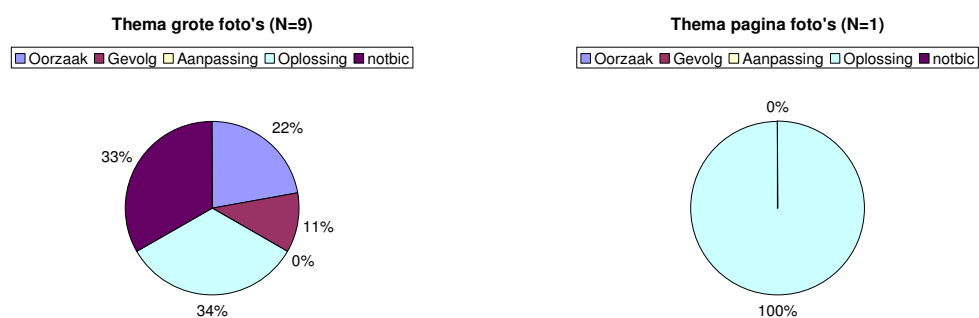 Thema grote foto's (N=9)
Oorzaak Gevolg Aanpassing Oplossing notbic
22%
33%
11%
0%
34%
Thema pagina foto's (N=1)
Oorzaak Gevolg Aanpassing Oplossing notbic
0%
100%